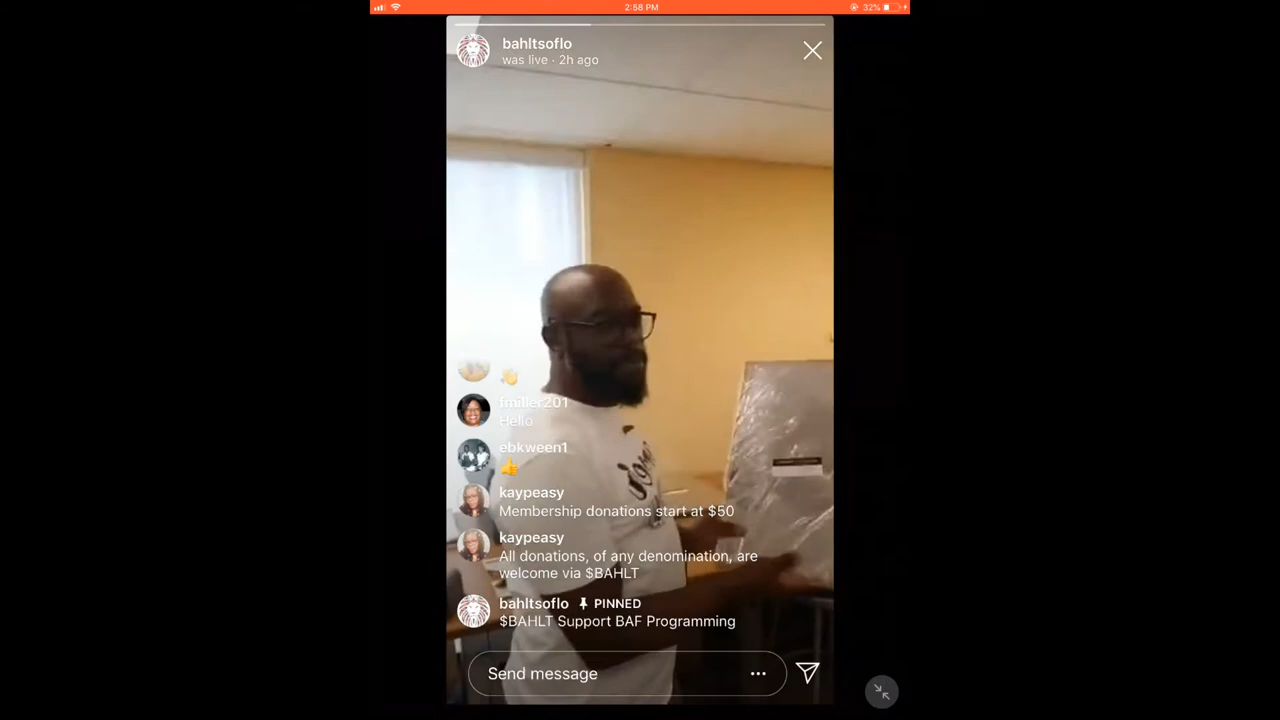 2:58 PM
32%
bahltsoflo
was live · 2h ago
fmiller201
Hello
ebkween1
kaypeasy
Membership donations start at $50
kaypeasy
All donations, of any denomination, are
welcome via $BAHLT
bahltsoflo PINNED
$BAHLT Support BAF Programming
Send message